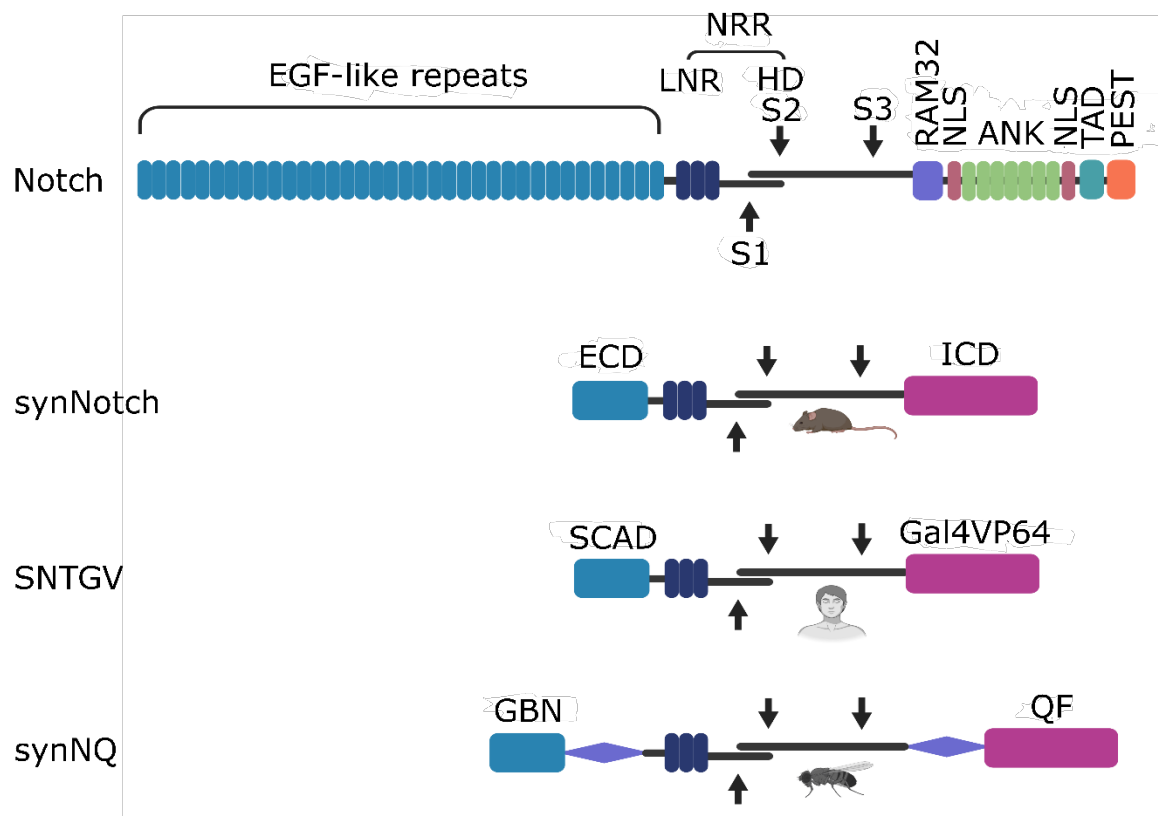 NRR
EGF-like repeats
LNR HD
S2 S3
RAM32
NLS
ANK
NLS
TAD
PEST
Notch
S1
ECD ICD
synNotch
SCAD Gal4VP64
SNTGV
GBN QF
synNQ